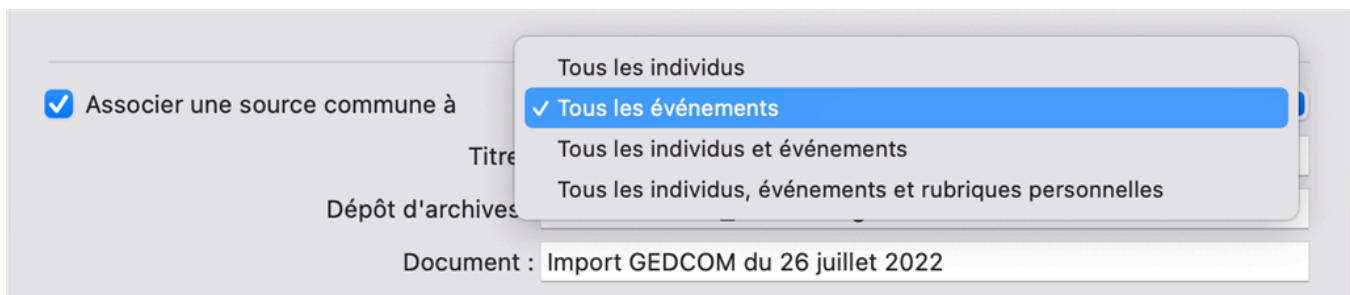 Tous les individus
Associer une source commune à ✓ Tous les événements
Titre Tous les individus et événements
Tous les individus, événements et rubriques personnelles
Dépôt d'archives
Document : Import GEDCOM du 26 juillet 2022